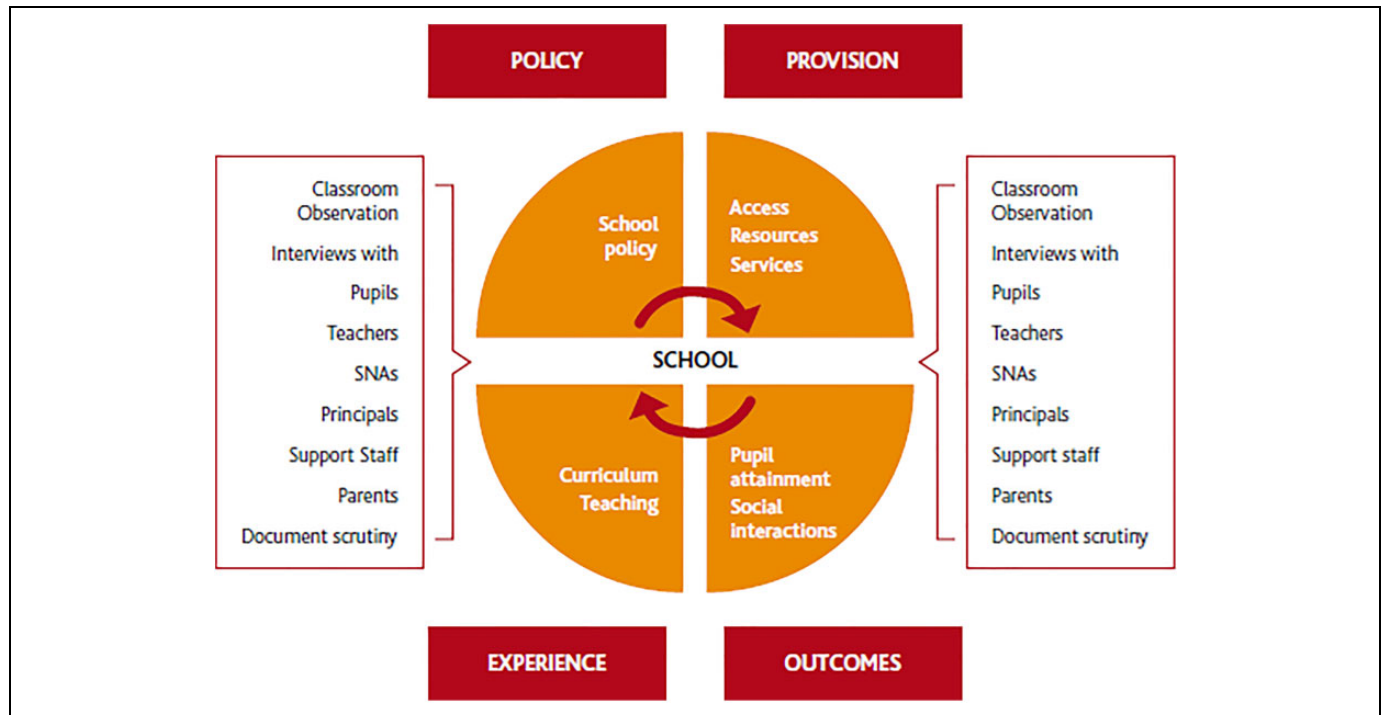 POLICY
PROVISION
Classroom
Observation
Interviews with
Pupils
Teachers
SNAs
Principals
Support Staff
Parents
Document scrutiny
School
policy
Access
Resources
Services
SCHOOL
Curriculum
Teaching
Pupil
attainment
Social
interactions
Classroom
Observation
Interviews with
Pupils
Teachers
SNAs
Principals
Support staff
Parents
Document scrutiny
EXPERIENCE
OUTCOMES